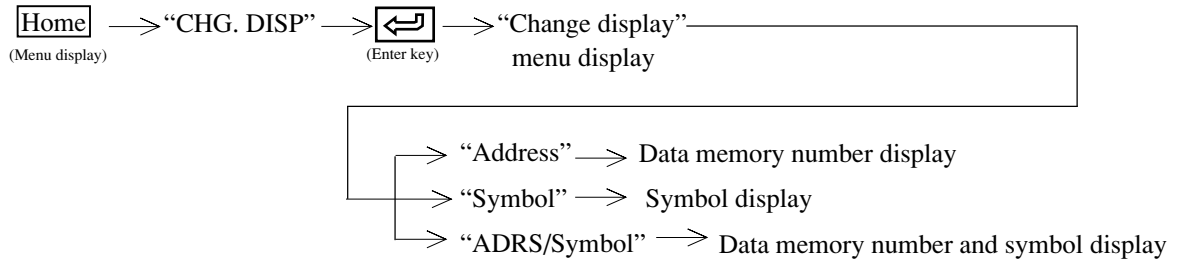 Home “CHG. DISP” “Change display”
(Menu display) (Enter key) menu display
“Address” Data memory number display
“Symbol” Symbol display
“ADRS/Symbol” Data memory number and symbol display